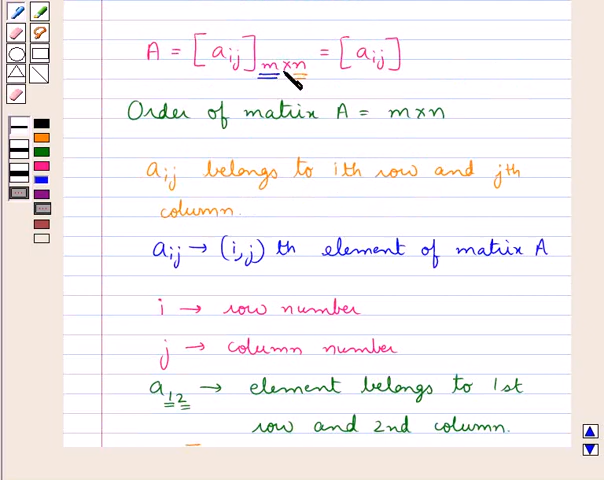 A = [aij]m×n = [aij]
Order of matrix A = m×n
aij belongs to ith row and jth
column.
aij → (i,j) th element of matrix A
i → row number
j → column number
a12 → element belongs to 1st
row and 2nd column.